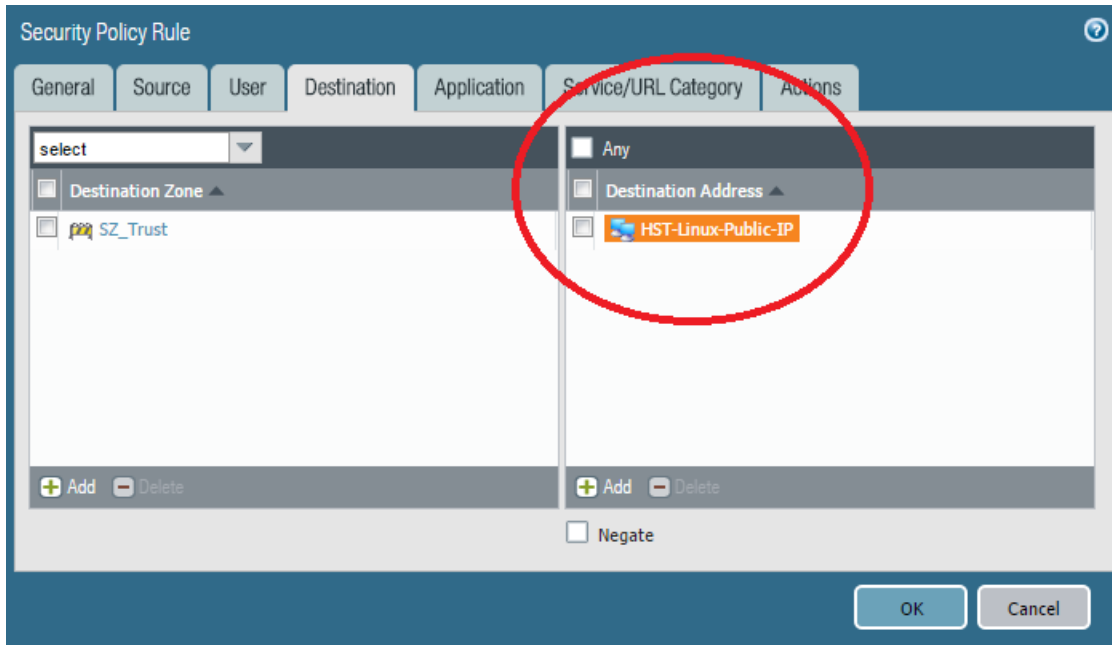 Security Policy Rule
General Source User Destination Application Service/URL Category Actions
select
Any
Destination Zone
Destination Address
SZ_Trust
HST-Linux-Public-IP
Add Delete
Add Delete
Negate
OK Cancel